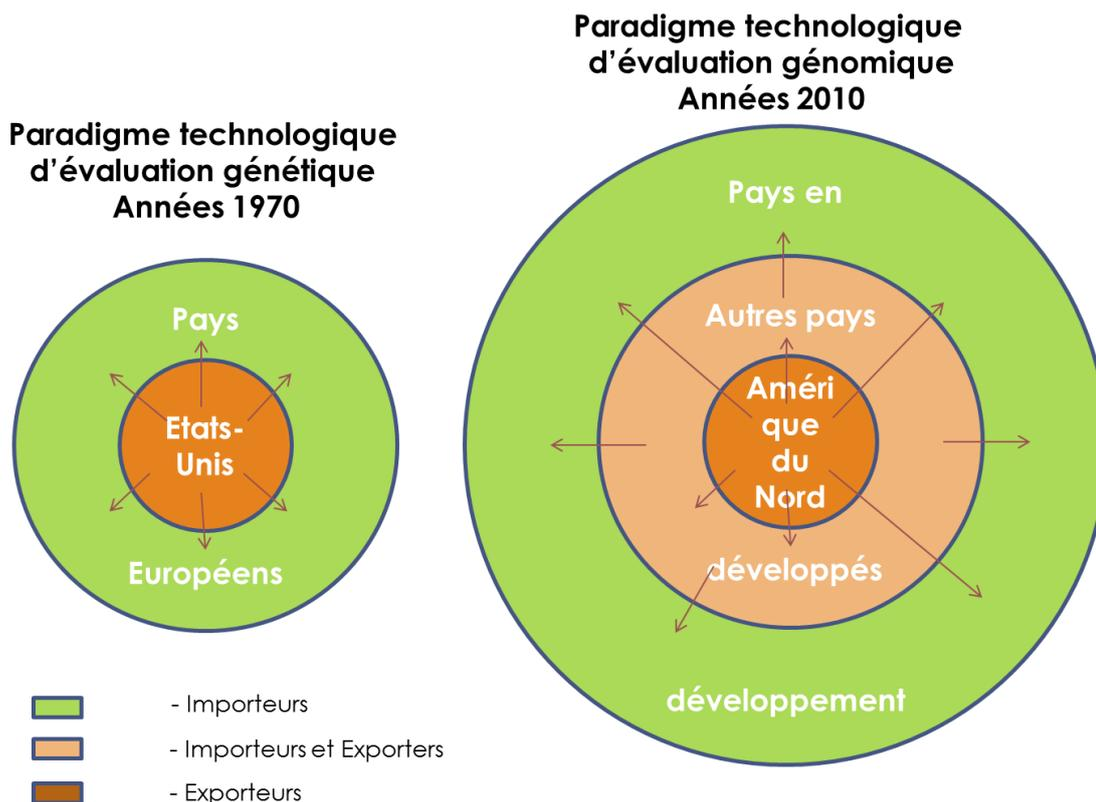 Paradigme technologique
d'évaluation génétique
Années 1970
Pays
Etats-
Unis
Européens
Paradigme technologique
d'évaluation génomique
Années 2010
Pays en
Autres pays
Améri
que
du
Nord
développés
développement
- Importeurs
- Importeurs et Exporters
- Exporteurs